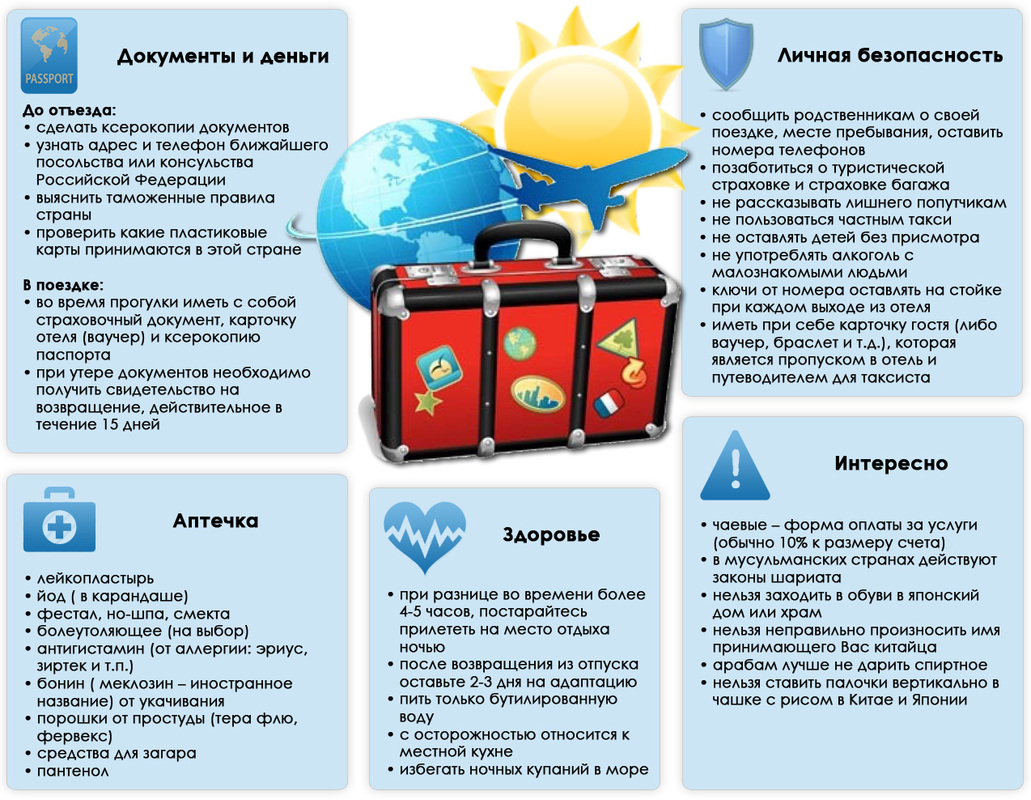 PASSPORT
Документы и деньги
До отъезда:
• сделать ксерокопии документов
• узнать адрес и телефон ближайшего
посольства или консульства
Российской Федерации
• выяснить таможенные правила
страны
• проверить какие пластиковые
карты принимаются в этой стране
В поездке:
• во время прогулки иметь с собой
страховочный документ, карточку
отеля (ваучер) и ксерокопию
паспорта
• при утере документов необходимо
получить свидетельство на
возвращение, действительное в
течение 15 дней
Личная безопасность
• сообщить родственникам о своей
поездке, месте пребывания, оставить
номера телефонов
• позаботиться о туристической
страховке и страховке багажа
• не рассказывать лишнего попутчикам
• не пользоваться частным такси
• не оставлять детей без присмотра
• не употреблять алкоголь с
малознакомыми людьми
• ключи от номера оставлять на стойке
при каждом выходе из отеля
• иметь при себе карточку гостя (либо
ваучер, браслет и т.д.), которая
является пропуском в отель и
путеводителем для таксиста
Аптечка
• лейкопластырь
• йод ( в карандаше)
• фестал, но-шпа, смекта
• болеутоляющее (на выбор)
• антигистамин (от аллергии: эриус,
зиртек и т.п.)
• бонин ( меклозин – иностранное
название) от укачивания
• порошки от простуды (тера флю,
фервекс)
• средства для загара
• пантенол
Здоровье
• при разнице во времени более
4-5 часов, постарайтесь
прилететь на место отдыха
ночью
• после возвращения из отпуска
оставьте 2-3 дня на адаптацию
• пить только бутилированную
воду
• с осторожностью относится к
местной кухне
• избегать ночных купаний в море
Интересно
• чаевые – форма оплаты за услуги
(обычно 10% к размеру счета)
• в мусульманских странах действуют
законы шариата
• нельзя заходить в обуви в японский
дом или храм
• нельзя неправильно произносить имя
принимающего Вас китайца
• арабам лучше не дарить спиртное
• нельзя ставить палочки вертикально в
чашке с рисом в Китае и Японии